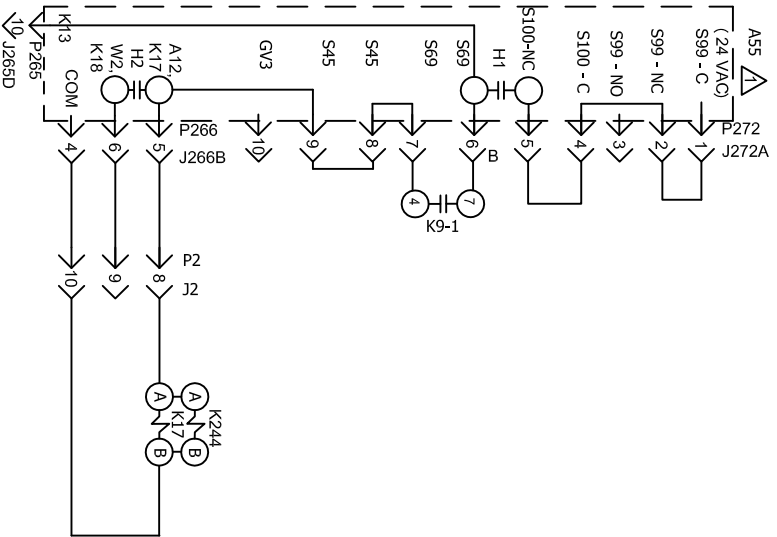 A55
1
( 24 VAC)
S99 - C
S99 - NC
S99 - NO
S100 - C
S100-NC
H1
S69
S69
S45
S45
GV3
A12,
K17
H2
W2,
K18
COM
K13
P265
J265D
10
P272
J272A
1
2
3
4
5
6
B
7
8
9
10
P266
J266B
5
6
4
7
4
K9-1
P2
J2
8
9
10
A
A
K244
K17
B
B